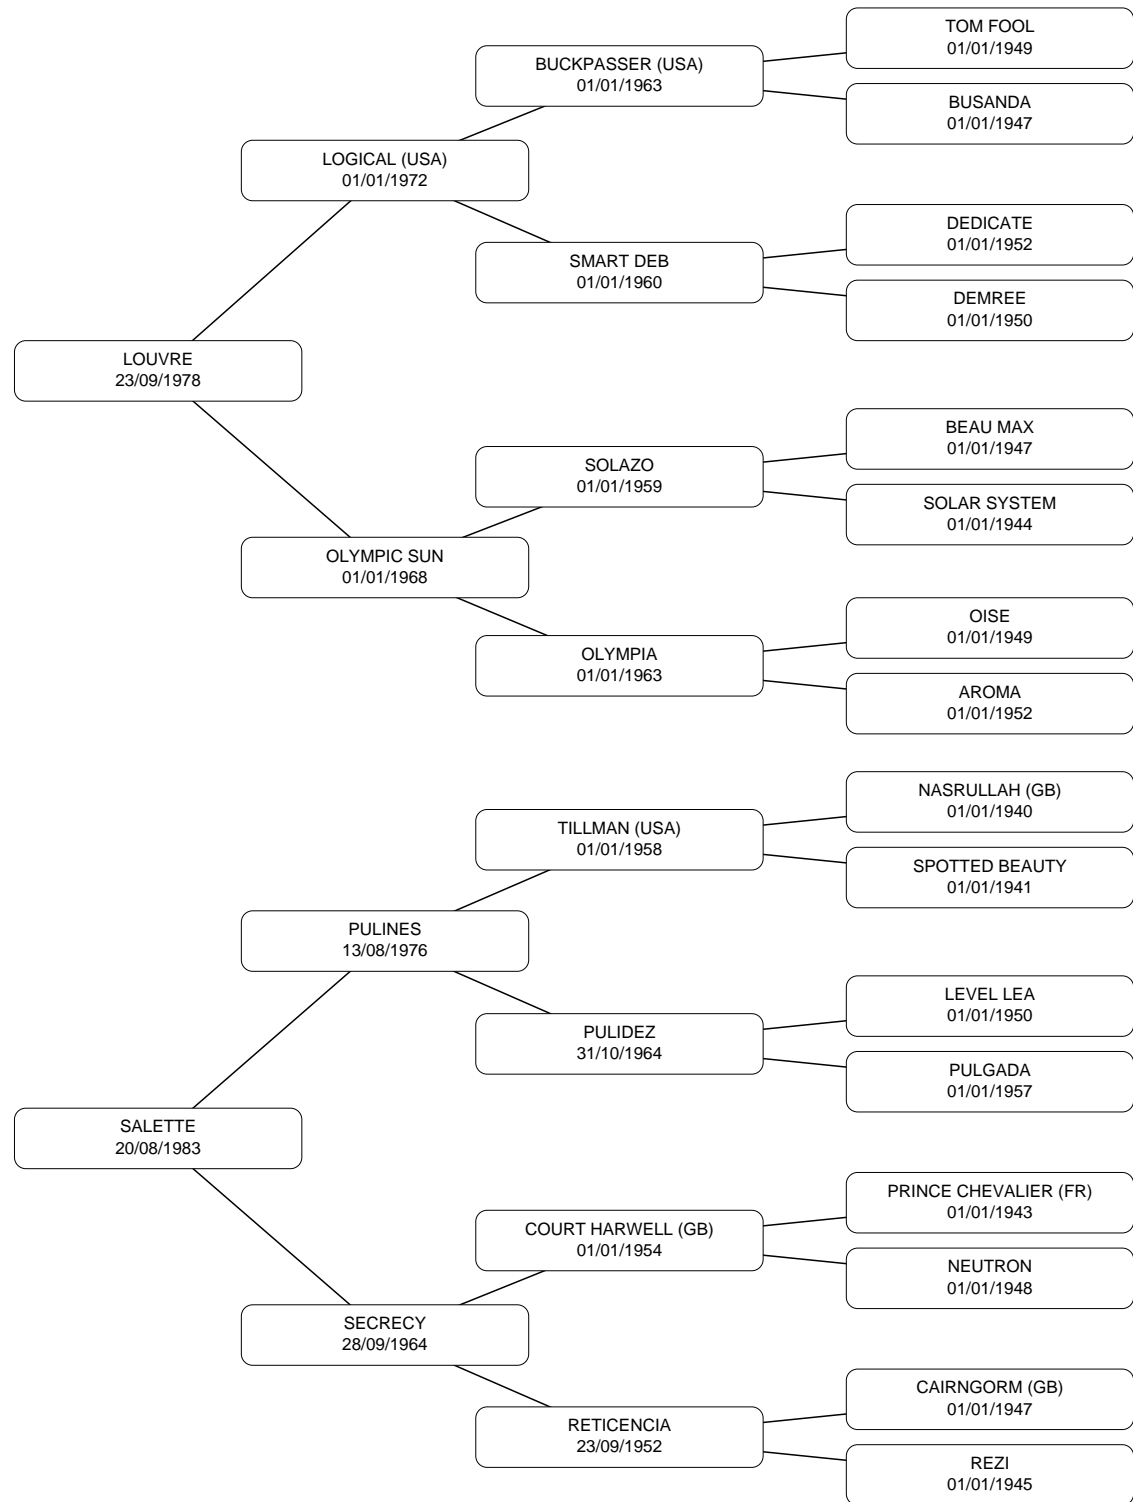 TOM FOOL
01/01/1949
BUCKPASSER (USA)
01/01/1963
BUSANDA
01/01/1947
LOGICAL (USA)
01/01/1972
DEDICATE
01/01/1952
SMART DEB
01/01/1960
DEMREE
01/01/1950
LOUVRE
23/09/1978
BEAU MAX
01/01/1947
SOLAZO
01/01/1959
SOLAR SYSTEM
01/01/1944
OLYMPIC SUN
01/01/1968
OISE
01/01/1949
OLYMPIA
01/01/1963
AROMA
01/01/1952
NASRULLAH (GB)
01/01/1940
TILLMAN (USA)
01/01/1958
SPOTTED BEAUTY
01/01/1941
PULINES
13/08/1976
LEVEL LEA
01/01/1950
PULIDEZ
31/10/1964
PULGADA
01/01/1957
SALETTE
20/08/1983
PRINCE CHEVALIER (FR)
01/01/1943
COURT HARWELL (GB)
01/01/1954
NEUTRON
01/01/1948
SECRECY
28/09/1964
CAIRNGORM (GB)
01/01/1947
RETICENCIA
23/09/1952
REZI
01/01/1945